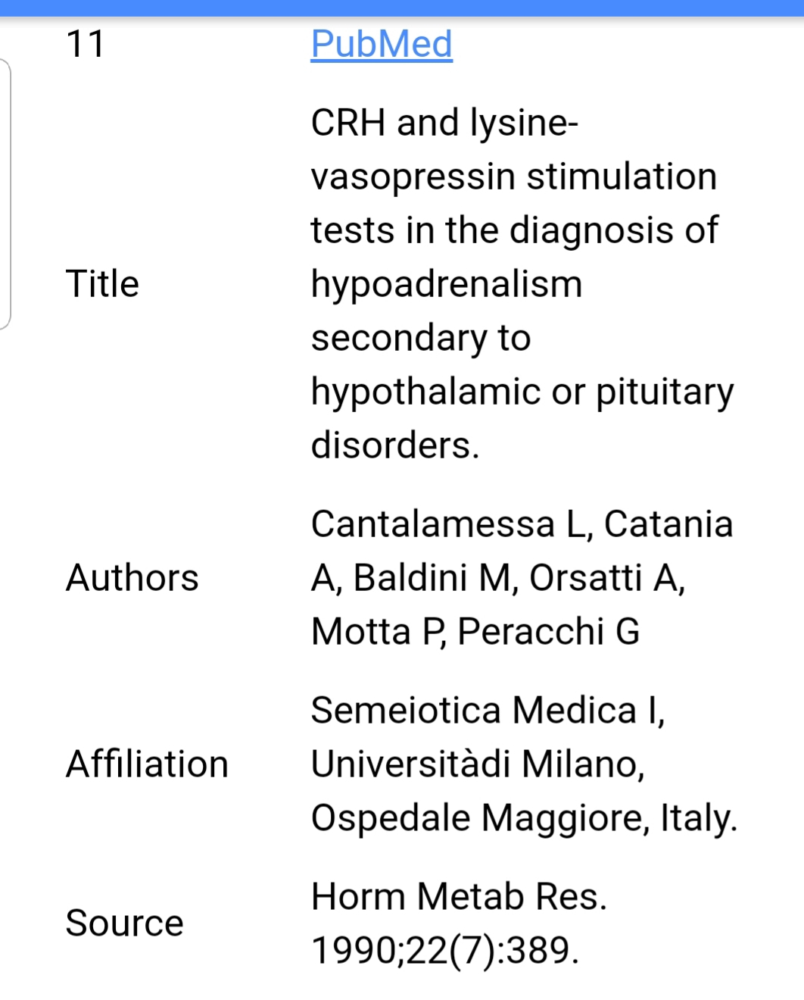 11 PubMed
CRH and lysine-
vasopressin stimulation
tests in the diagnosis of
Title hypoadrenalism
secondary to
hypothalamic or pituitary
disorders.
Cantalamessa L, Catania
Authors A, Baldini M, Orsatti A,
Motta P, Peracchi G
Semeiotica Medica I,
Affiliation Universitàdi Milano,
Ospedale Maggiore, Italy.
Horm Metab Res.
Source
1990;22(7):389.